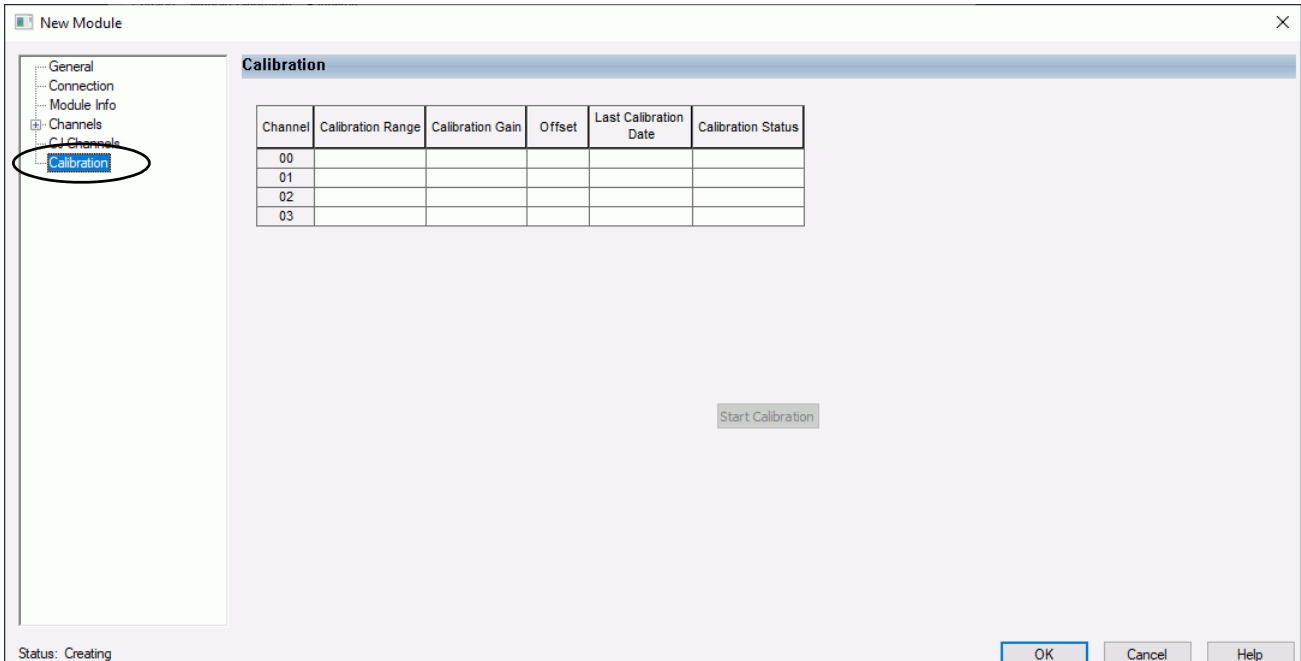 New Module
General
Connection
Module Info
Channels
CJ Channels
Calibration
Calibration
Channel Calibration Range Calibration Gain Offset Last Calibration Date Calibration Status
00
01
02
03
Start Calibration
Status: Creating
OK Cancel Help